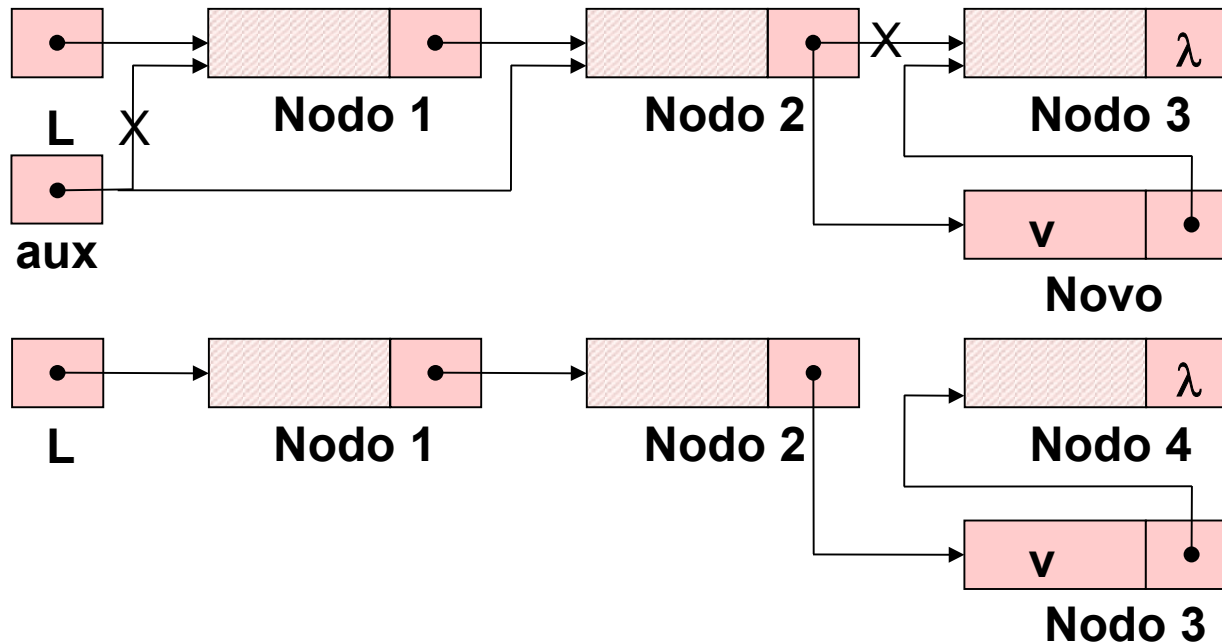 λ
L X Nodo 1 Nodo 2 X Nodo 3
aux
v
Novo
λ
L Nodo 1 Nodo 2 Nodo 4
v
Nodo 3